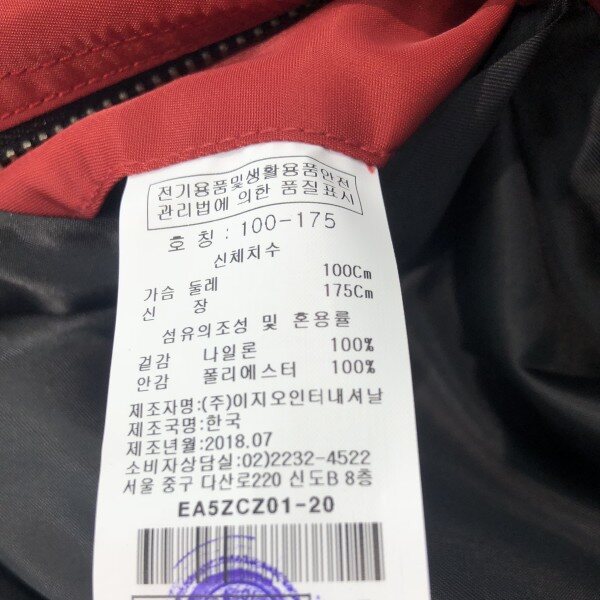 전기용품및생활용품안전
관리법에 의한 품질표시
호 칭 : 100-175
신체치수
가슴 둘레 100Cm
신 장 175Cm
섬유의조성 및 혼용률
겉감 나일론 100%
안감 폴리에스터 100%
제조자명:(주)이지오인터내셔날
제조국명:한국
제조년월:2018.07
소비자상담실:02)2232-4522
서울 중구 다산로220 신도B 8층
EA5ZCZ01-20